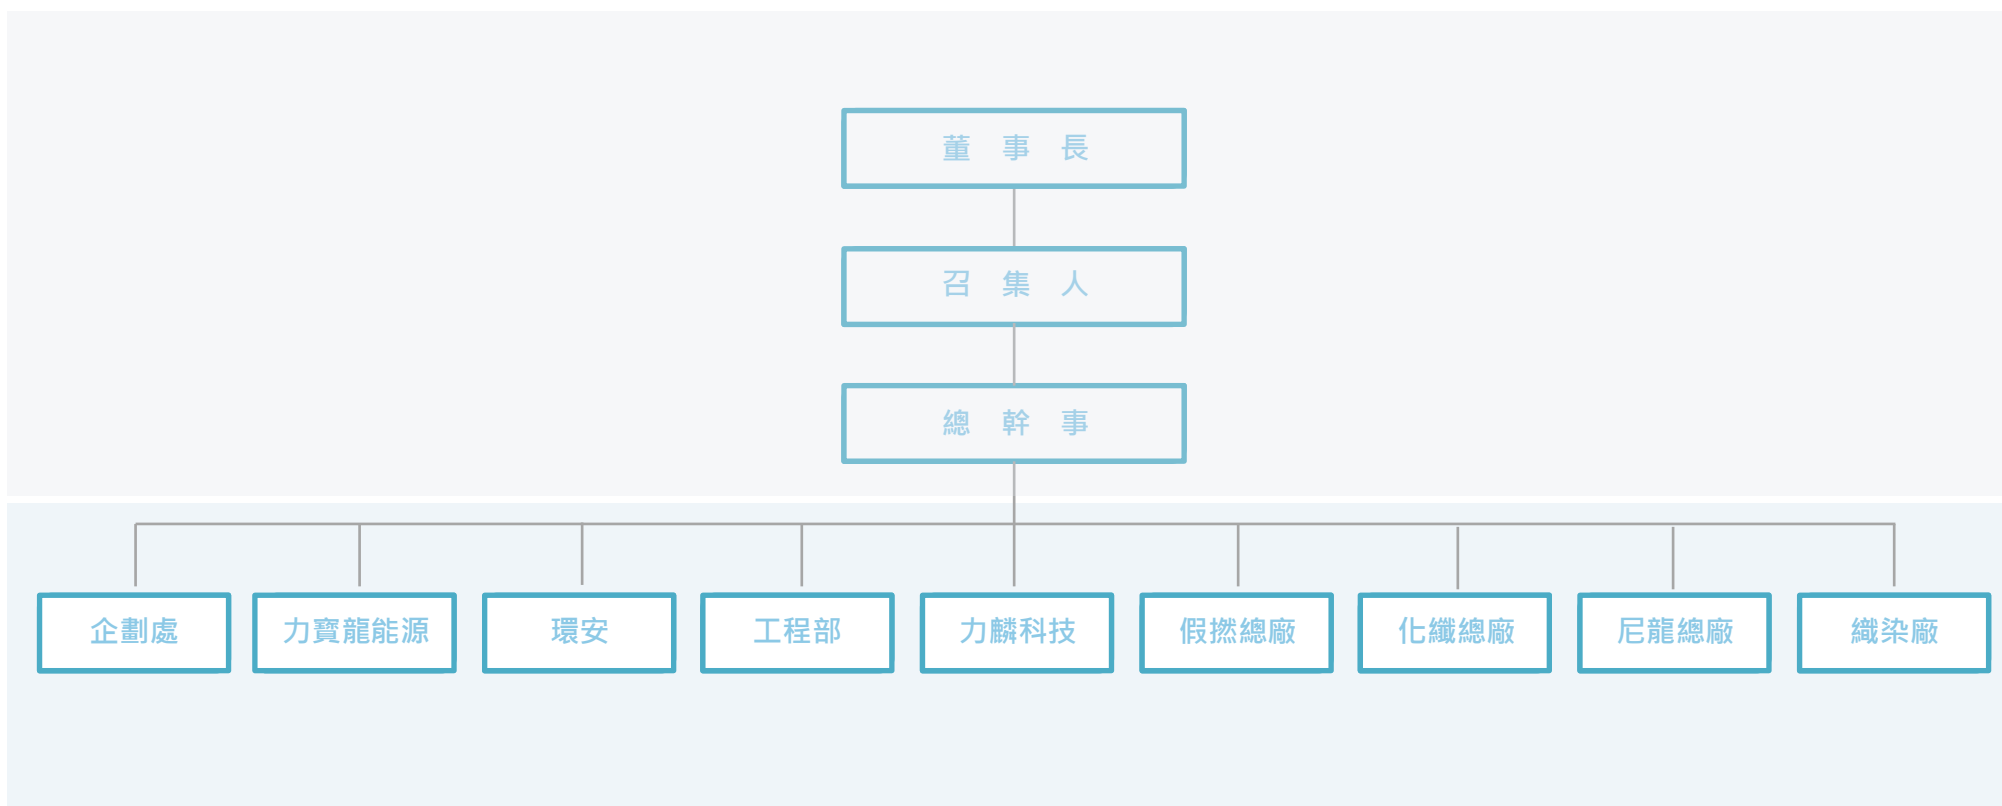 董 事 長
召 集 人
總 幹 事
企劃處
力寶龍能源
環安
工程部
力麟科技
假撚總廠
化纖總廠
尼龍總廠
織染廠